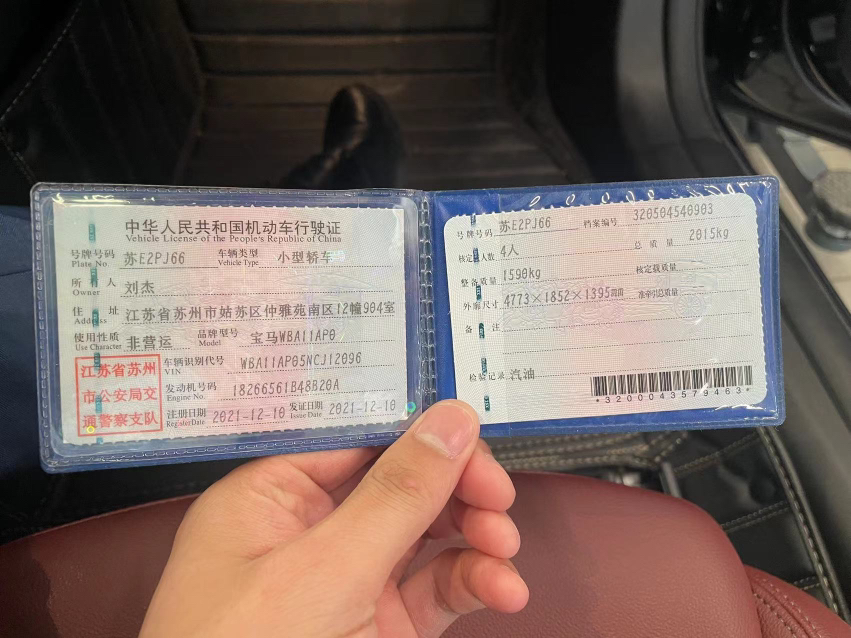 中华人民共和国机动车行驶证
Vehicle License of the People's Republic of China
号牌号码 苏E2PJ66 车辆类型 小型轿车
Plate No. Vehicle Type
所有人 刘杰
Owner
住址 江苏省苏州市姑苏区仲雅苑南区12幢904室
Address
使用性质 非营运 品牌型号 宝马WBA11AP0
Use Character Model
江苏省苏州
市公安局交
通警察支队
车辆识别代号 WBA11AP05NCJ12096
VIN
发动机号码 18266561B48B20A
Engine No.
注册日期 2021-12-10 发证日期 2021-12-10
Register Date Issue Date
号牌号码 苏E2PJ66 档案编号 320504540903
核定人数 4人 总质量 2015kg
整备质量 1590kg 核定载质量
外廓尺寸 4773×1852×1395 准牵引总质量
备注
检验记录 汽油
*3200043579463*